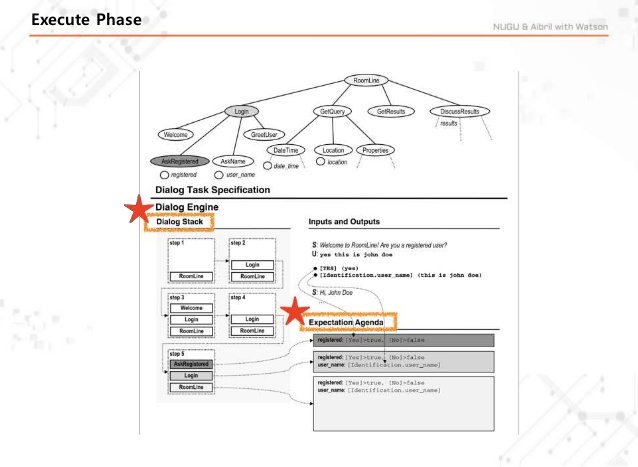 Execute Phase
NUGU & Aibril with Watson
RoomLine
Login
GetQuery
GetResults
DiscussResults
results
Welcome
GreetUser
DateTime
Location
Properties
AskRegistered
AskName
date_time
location
registered
user_name
Dialog Task Specification
Dialog Engine
Dialog Stack
Inputs and Outputs
step 1
RoomLine
step 2
Login
RoomLine
step 3
Welcome
Login
RoomLine
step 4
Login
RoomLine
step 5
AskRegistered
Login
RoomLine
S: Welcome to RoomLine! Are you a registered user?
U: yes this is john doe
[YES] (yes)
[Identification.user_name] (this is john doe)
S: Hi, John Doe
...
Expectation Agenda
registered: [Yes]>true, [No]>false
registered: [Yes]>true, [No]>false
user_name: [Identification.user_name]
registered: [Yes]>true, [No]>false
user_name: [Identification.user_name]